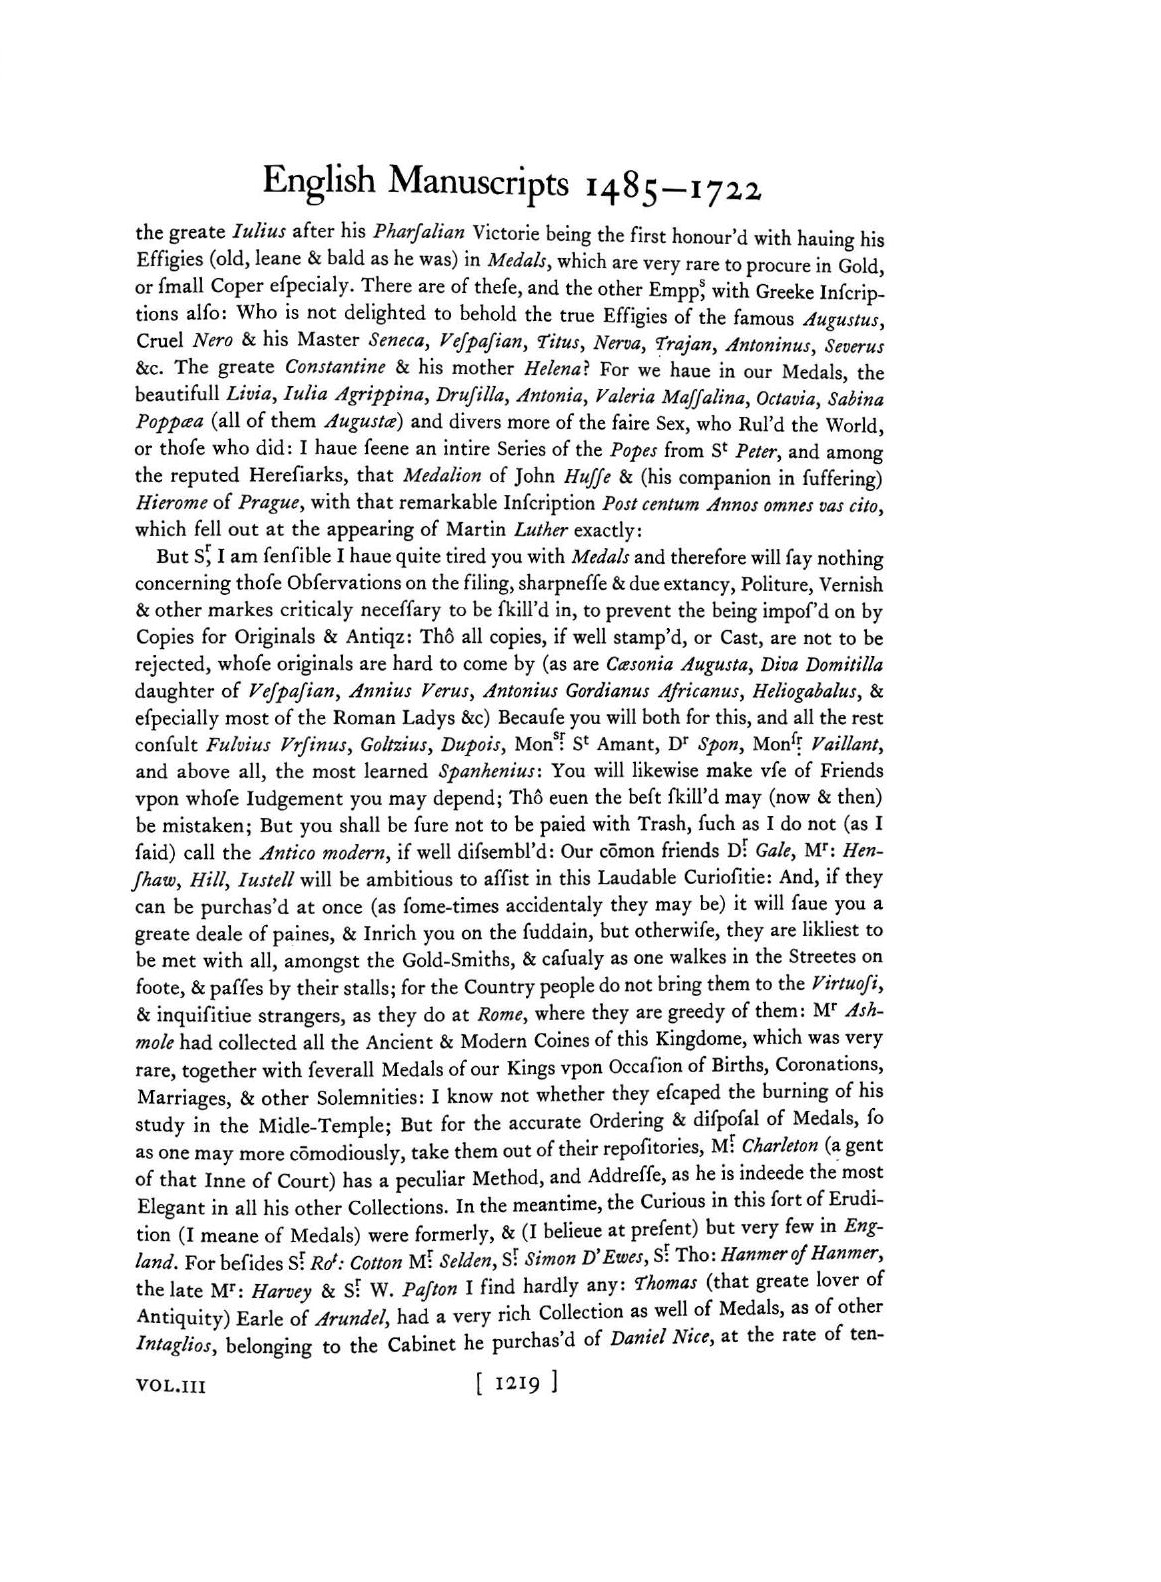 English Manuscripts 1485—1722
the greate Iulius after his Pharſalian Victorie being the first honour'd with hauing his
Effigies (old, leane & bald as he was) in Medals, which are very rare to procure in Gold,
or ſmall Coper eſpecialy. There are of theſe, and the other Emppˢ, with Greeke Inſcrip-
tions alſo: Who is not delighted to behold the true Effigies of the famous Augustus,
Cruel Nero & his Master Seneca, Veſpaſian, Titus, Nerva, Trajan, Antoninus, Severus
&c. The greate Constantine & his mother Helena? For we haue in our Medals, the
beautifull Livia, Iulia Agrippina, Druſilla, Antonia, Valeria Maſſalina, Octavia, Sabina
Poppæa (all of them Augustæ) and divers more of the faire Sex, who Rul'd the World,
or thoſe who did: I haue ſeene an intire Series of the Popes from Sᵗ Peter, and among
the reputed Hereſiarks, that Medalion of John Huſſe & (his companion in ſuffering)
Hierome of Prague, with that remarkable Inſcription Post centum Annos omnes vas cito,
which fell out at the appearing of Martin Luther exactly:
But Sʳ, I am ſenſible I haue quite tired you with Medals and therefore will ſay nothing
concerning thoſe Obſervations on the filing, sharpneſſe & due extancy, Politure, Vernish
& other markes criticaly neceſſary to be ſkill'd in, to prevent the being impoſ'd on by
Copies for Originals & Antiqz: Thô all copies, if well stamp'd, or Cast, are not to be
rejected, whoſe originals are hard to come by (as are Cæsonia Augusta, Diva Domitilla
daughter of Veſpaſian, Annius Verus, Antonius Gordianus Africanus, Heliogabalus, &
eſpecially most of the Roman Ladys &c) Becauſe you will both for this, and all the rest
conſult Fulvius Vrſinus, Goltzius, Dupois, Monˢʳ: Sᵗ Amant, Dʳ Spon, Monſʳ: Vaillant,
and above all, the most learned Spanhenius: You will likewise make vſe of Friends
vpon whoſe Iudgement you may depend; Thô euen the beſt ſkill'd may (now & then)
be mistaken; But you shall be ſure not to be paied with Trash, ſuch as I do not (as I
ſaid) call the Antico modern, if well diſsembl'd: Our cōmon friends Dʳ: Gale, Mʳ: Hen-
ſhaw, Hill, Iustell will be ambitious to aſſist in this Laudable Curioſitie: And, if they
can be purchas'd at once (as ſome-times accidentaly they may be) it will ſaue you a
greate deale of paines, & Inrich you on the ſuddain, but otherwiſe, they are likliest to
be met with all, amongst the Gold-Smiths, & caſualy as one walkes in the Streetes on
foote, & paſſes by their stalls; for the Country people do not bring them to the Virtuoſi,
& inquiſitiue strangers, as they do at Rome, where they are greedy of them: Mʳ Ash-
mole had collected all the Ancient & Modern Coines of this Kingdome, which was very
rare, together with ſeverall Medals of our Kings vpon Occaſion of Births, Coronations,
Marriages, & other Solemnities: I know not whether they eſcaped the burning of his
study in the Midle-Temple; But for the accurate Ordering & diſpoſal of Medals, ſo
as one may more cōmodiously, take them out of their repoſitories, Mʳ: Charleton (a gent
of that Inne of Court) has a peculiar Method, and Addreſſe, as he is indeede the most
Elegant in all his other Collections. In the meantime, the Curious in this ſort of Erudi-
tion (I meane of Medals) were formerly, & (I belieue at preſent) but very few in Eng-
land. For beſides Sʳ: Roᵗ: Cotton Mʳ: Selden, Sʳ: Simon D'Ewes, Sʳ: Tho: Hanmer of Hanmer,
the late Mʳ: Harvey & Sʳ: W. Paſton I find hardly any: Thomas (that greate lover of
Antiquity) Earle of Arundel, had a very rich Collection as well of Medals, as of other
Intaglios, belonging to the Cabinet he purchas'd of Daniel Nice, at the rate of ten-
VOL.III [ 1219 ]